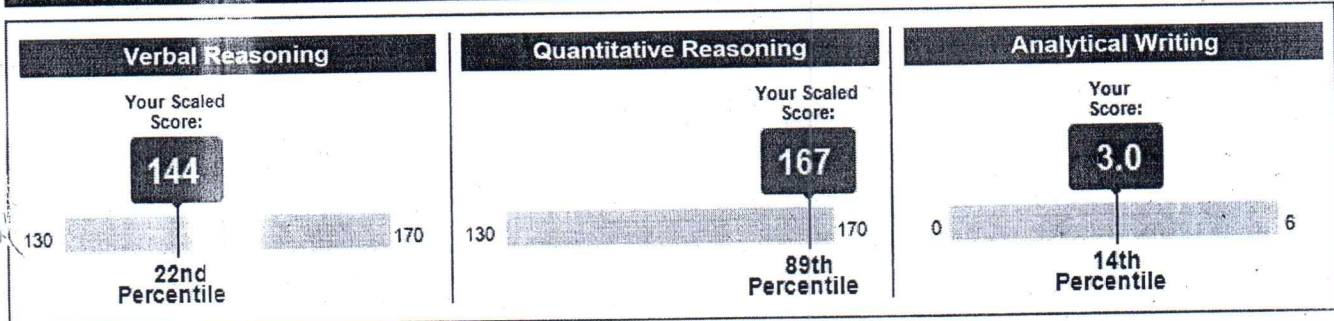 Verbal Reasoning
Your Scaled
Score:
144
130
170
22nd
Percentile
Quantitative Reasoning
Your Scaled
Score:
167
130
170
89th
Percentile
Analytical Writing
Your
Score:
3.0
0
6
14th
Percentile